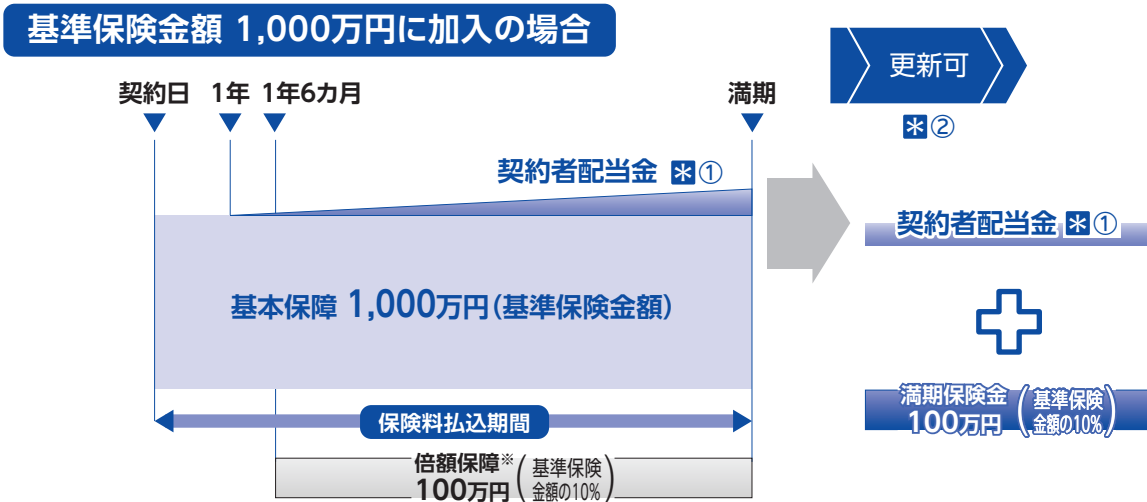 基準保険金額 1,000万円に加入の場合
更新可
*②
契約日 1年 1年6カ月 満期
契約者配当金 *①
基本保障 1,000万円(基準保険金額)
保険料払込期間
倍額保障※
100万円
(基準保険
金額の10%)
契約者配当金 *①
満期保険金
100万円
(基準保険
金額の10%)